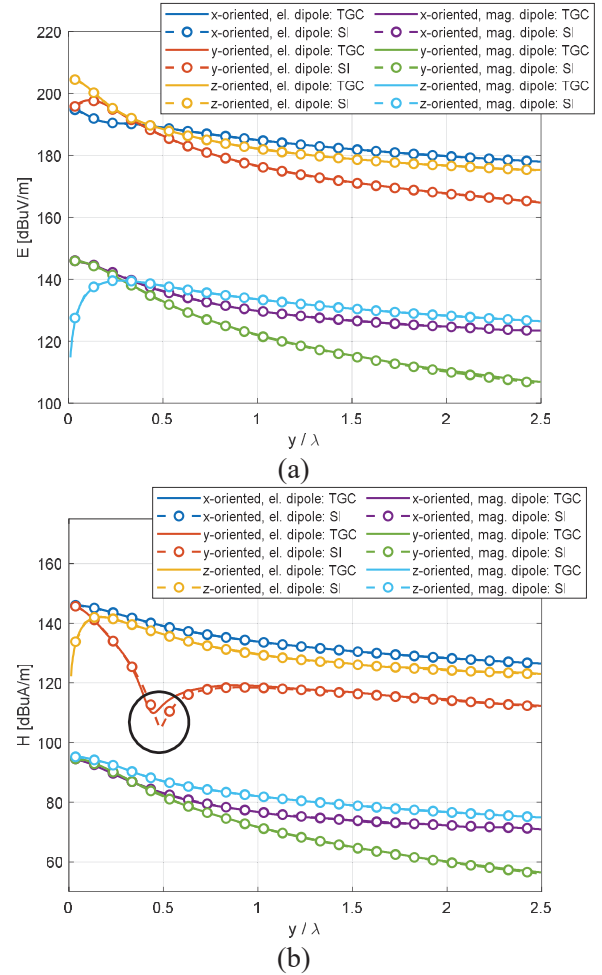 x-oriented, el. dipole: TGC x-oriented, mag. dipole: TGC
x-oriented, el. dipole: SI x-oriented, mag. dipole: SI
y-oriented, el. dipole: TGC y-oriented, mag. dipole: TGC
y-oriented, el. dipole: SI y-oriented, mag. dipole: SI
z-oriented, el. dipole: TGC z-oriented, mag. dipole: TGC
z-oriented, el. dipole: SI z-oriented, mag. dipole: SI
220
200
180
160
140
120
100
E [dBuV/m]
0 0.5 1 1.5 2 2.5
y / λ
(a)
x-oriented, el. dipole: TGC x-oriented, mag. dipole: TGC
x-oriented, el. dipole: SI x-oriented, mag. dipole: SI
y-oriented, el. dipole: TGC y-oriented, mag. dipole: TGC
y-oriented, el. dipole: SI y-oriented, mag. dipole: SI
z-oriented, el. dipole: TGC z-oriented, mag. dipole: TGC
z-oriented, el. dipole: SI z-oriented, mag. dipole: SI
160
140
120
100
80
60
H [dBuA/m]
0 0.5 1 1.5 2 2.5
y / λ
(b)